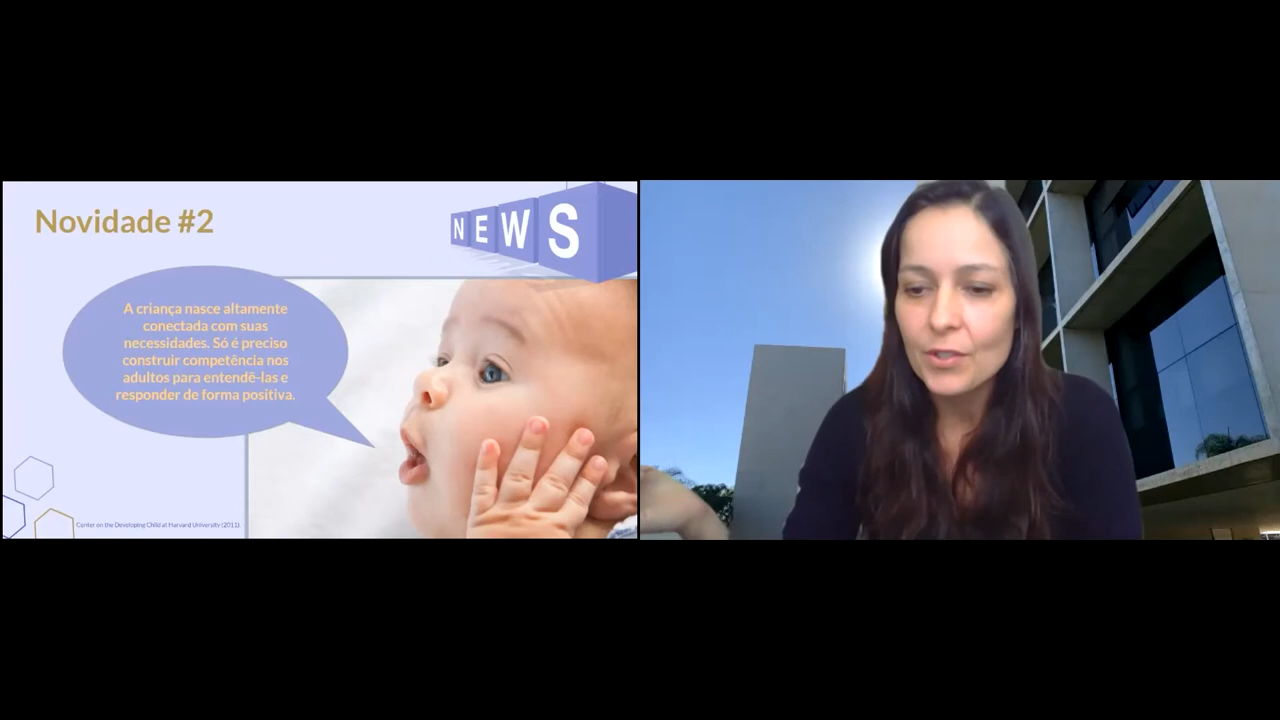 Novidade #2
NEWS
A criança nasce altamente
conectada com suas
necessidades. Só é preciso
construir competência nos
adultos para entendê-las e
responder de forma positiva.
Center on the Developing Child at Harvard University (2011).